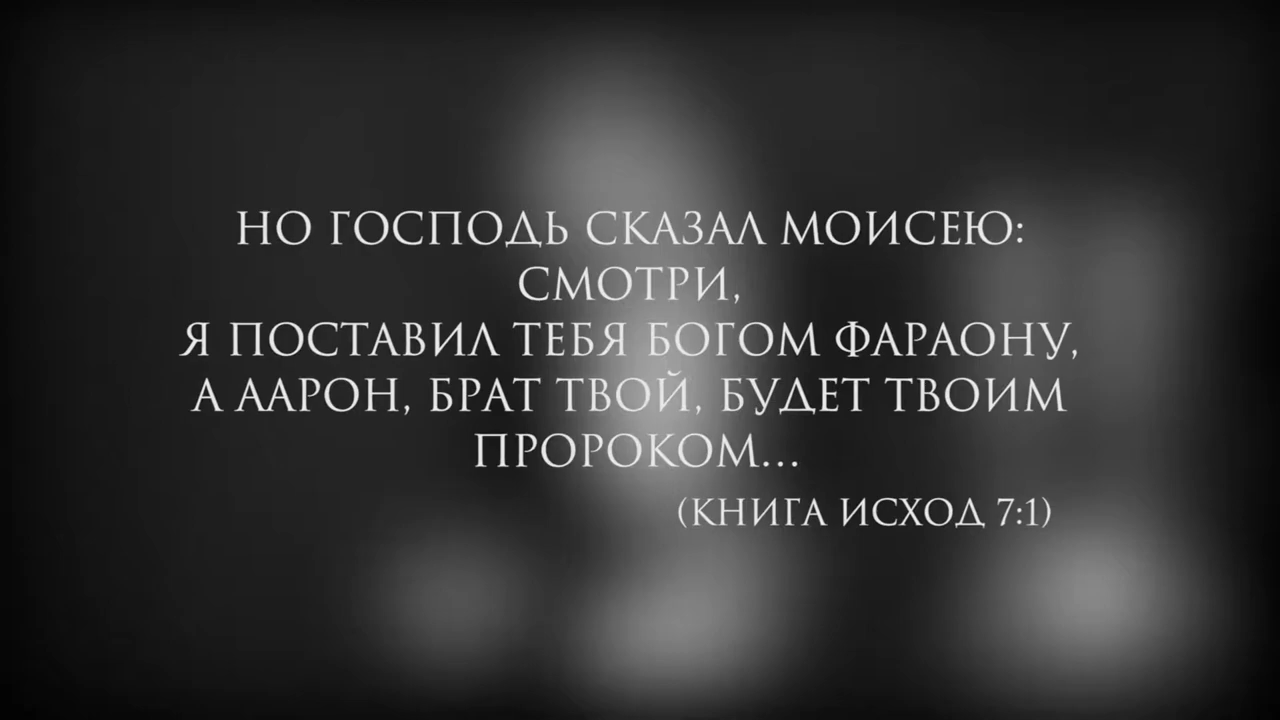 НО ГОСПОДЬ СКАЗАЛ МОИСЕЮ:
СМОТРИ,
Я ПОСТАВИЛ ТЕБЯ БОГОМ ФАРАОНУ,
А ААРОН, БРАТ ТВОЙ, БУДЕТ ТВОИМ
ПРОРОКОМ...
(КНИГА ИСХОД 7:1)